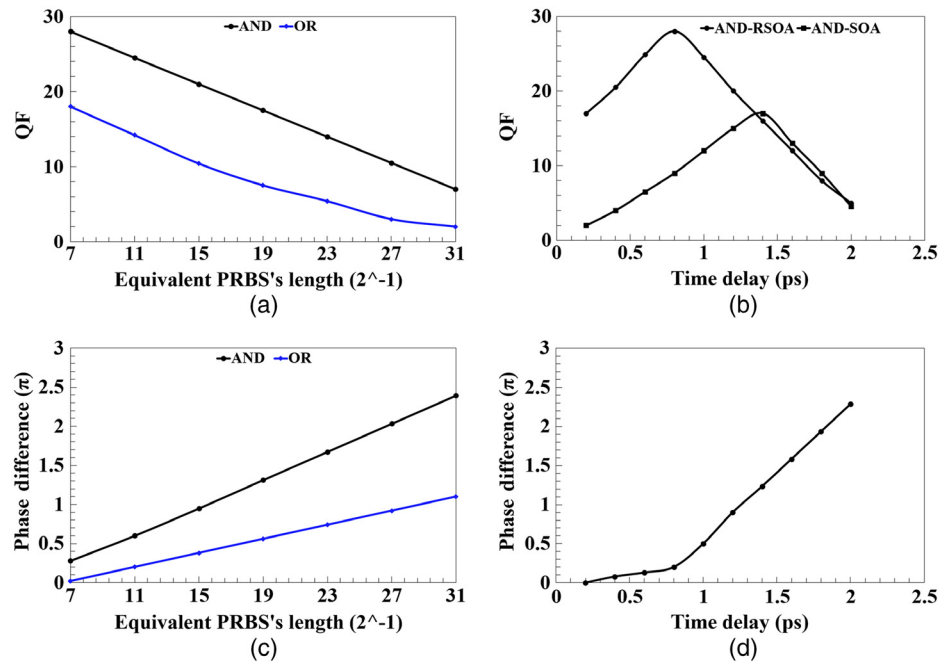 AND OR
QF
30
20
10
0
7 11 15 19 23 27 31
Equivalent PRBS's length (2^-1)
(a)
AND-RSOA AND-SOA
QF
30
20
10
0
0 0.5 1 1.5 2 2.5
Time delay (ps)
(b)
AND OR
Phase difference (π)
3
2.5
2
1.5
1
0.5
0
7 11 15 19 23 27 31
Equivalent PRBS's length (2^-1)
(c)
Phase difference (π)
3
2.5
2
1.5
1
0.5
0
0 0.5 1 1.5 2 2.5
Time delay (ps)
(d)